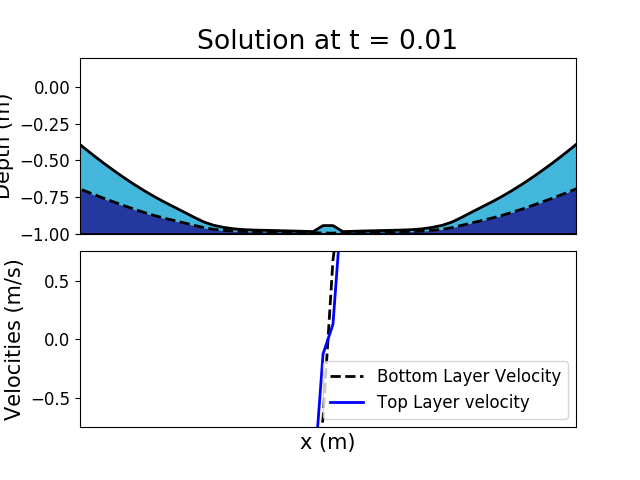 Solution at t = 0.01
Depth (m)
0.00
−0.25
−0.50
−0.75
−1.00
Velocities (m/s)
0.5
0.0
−0.5
Bottom Layer Velocity
Top Layer velocity
x (m)